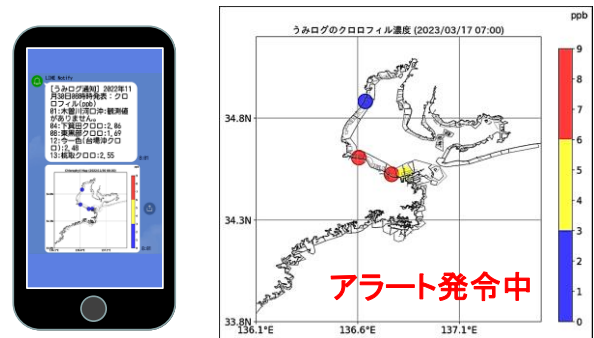 LINE Notify
[うみログ通知] 2022年11
月30日08時時発表：クロ
ロフィル(ppb)
01:木曽川河口沖:観測値
がありません。
04:下箕田クロロ:2.06
08:東黒部クロロ:1.69
12:今一色(台場沖クロ
ロ):2.48
13:桃取クロロ:2.55
うみログのクロロフィル濃度 (2023/03/17 07:00)
ppb
9
8
7
6
5
4
3
2
1
0
34.8N
34.3N
33.8N
136.1°E
136.6°E
137.1°E
アラート発令中